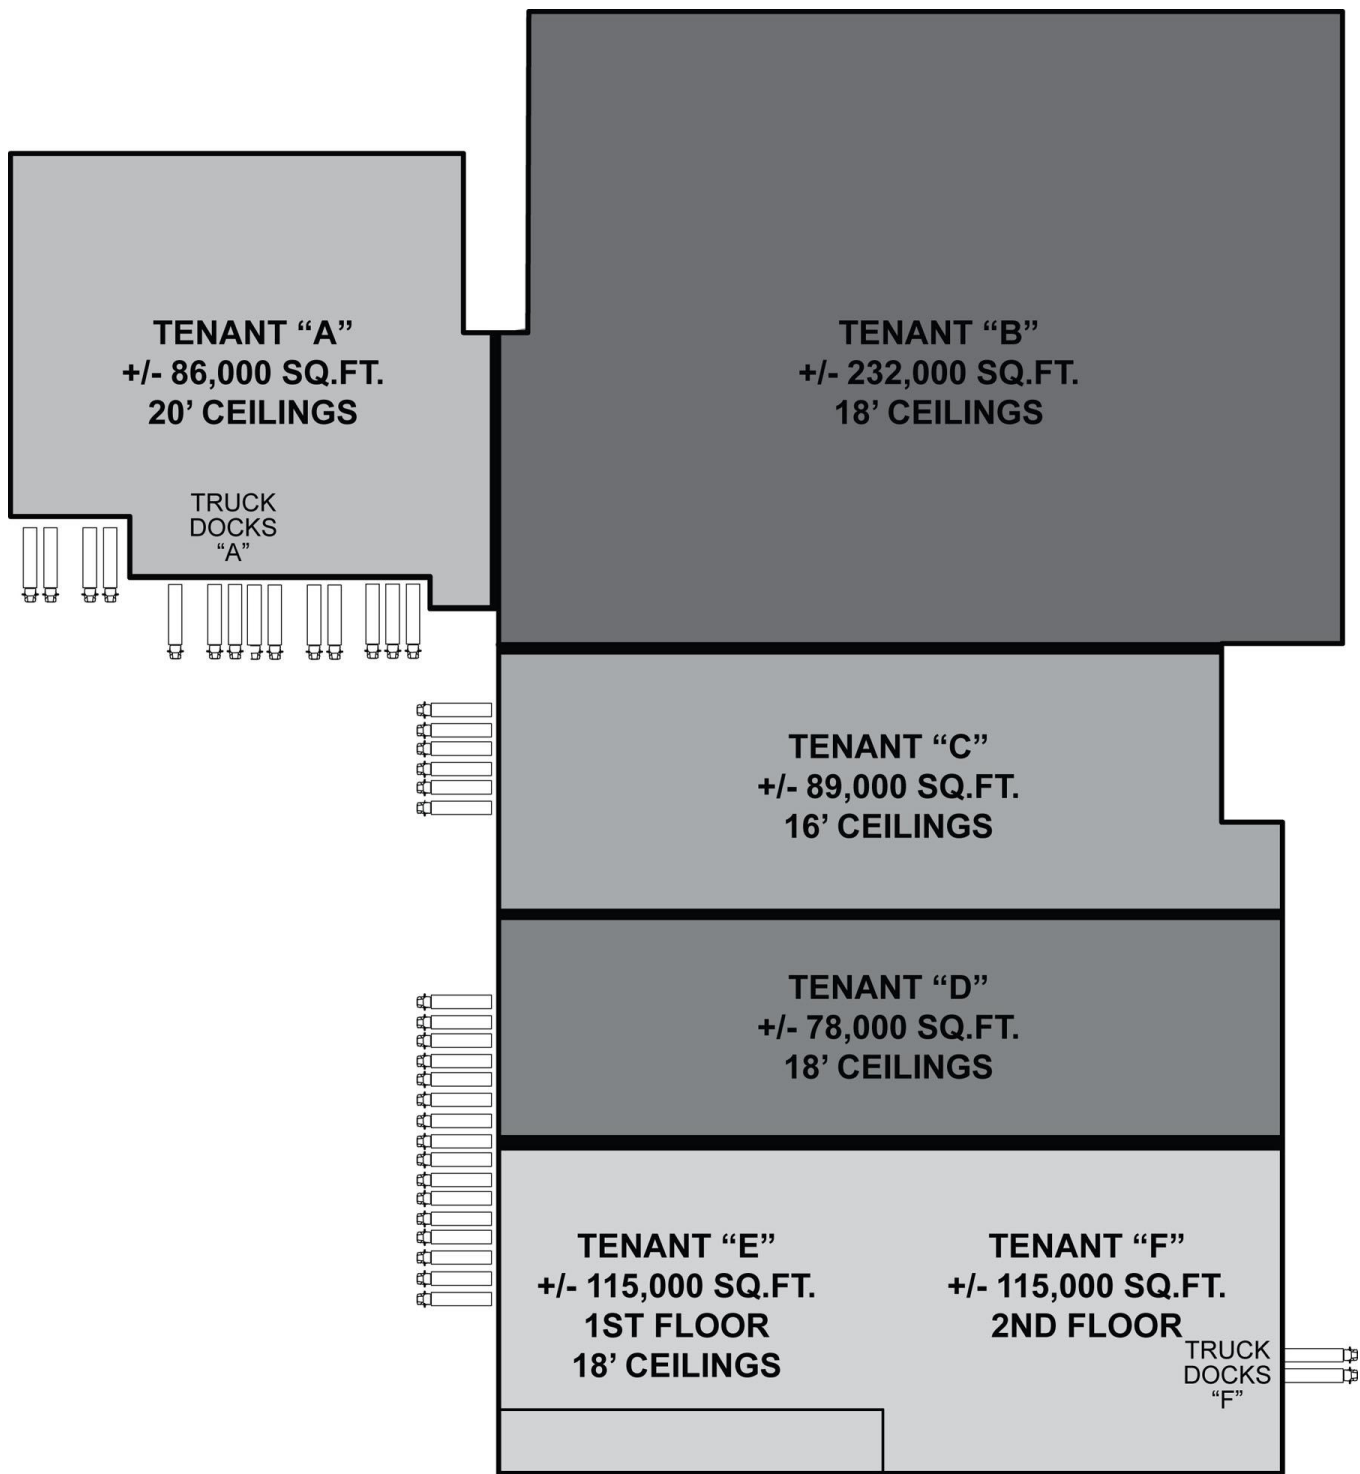 TENANT “A”
+/- 86,000 SQ.FT.
20’ CEILINGS
TRUCK
DOCKS
“A”
TENANT “B”
+/- 232,000 SQ.FT.
18’ CEILINGS
TENANT “C”
+/- 89,000 SQ.FT.
16’ CEILINGS
TENANT “D”
+/- 78,000 SQ.FT.
18’ CEILINGS
TENANT “E”
+/- 115,000 SQ.FT.
1ST FLOOR
18’ CEILINGS
TENANT “F”
+/- 115,000 SQ.FT.
2ND FLOOR
TRUCK
DOCKS
“F”